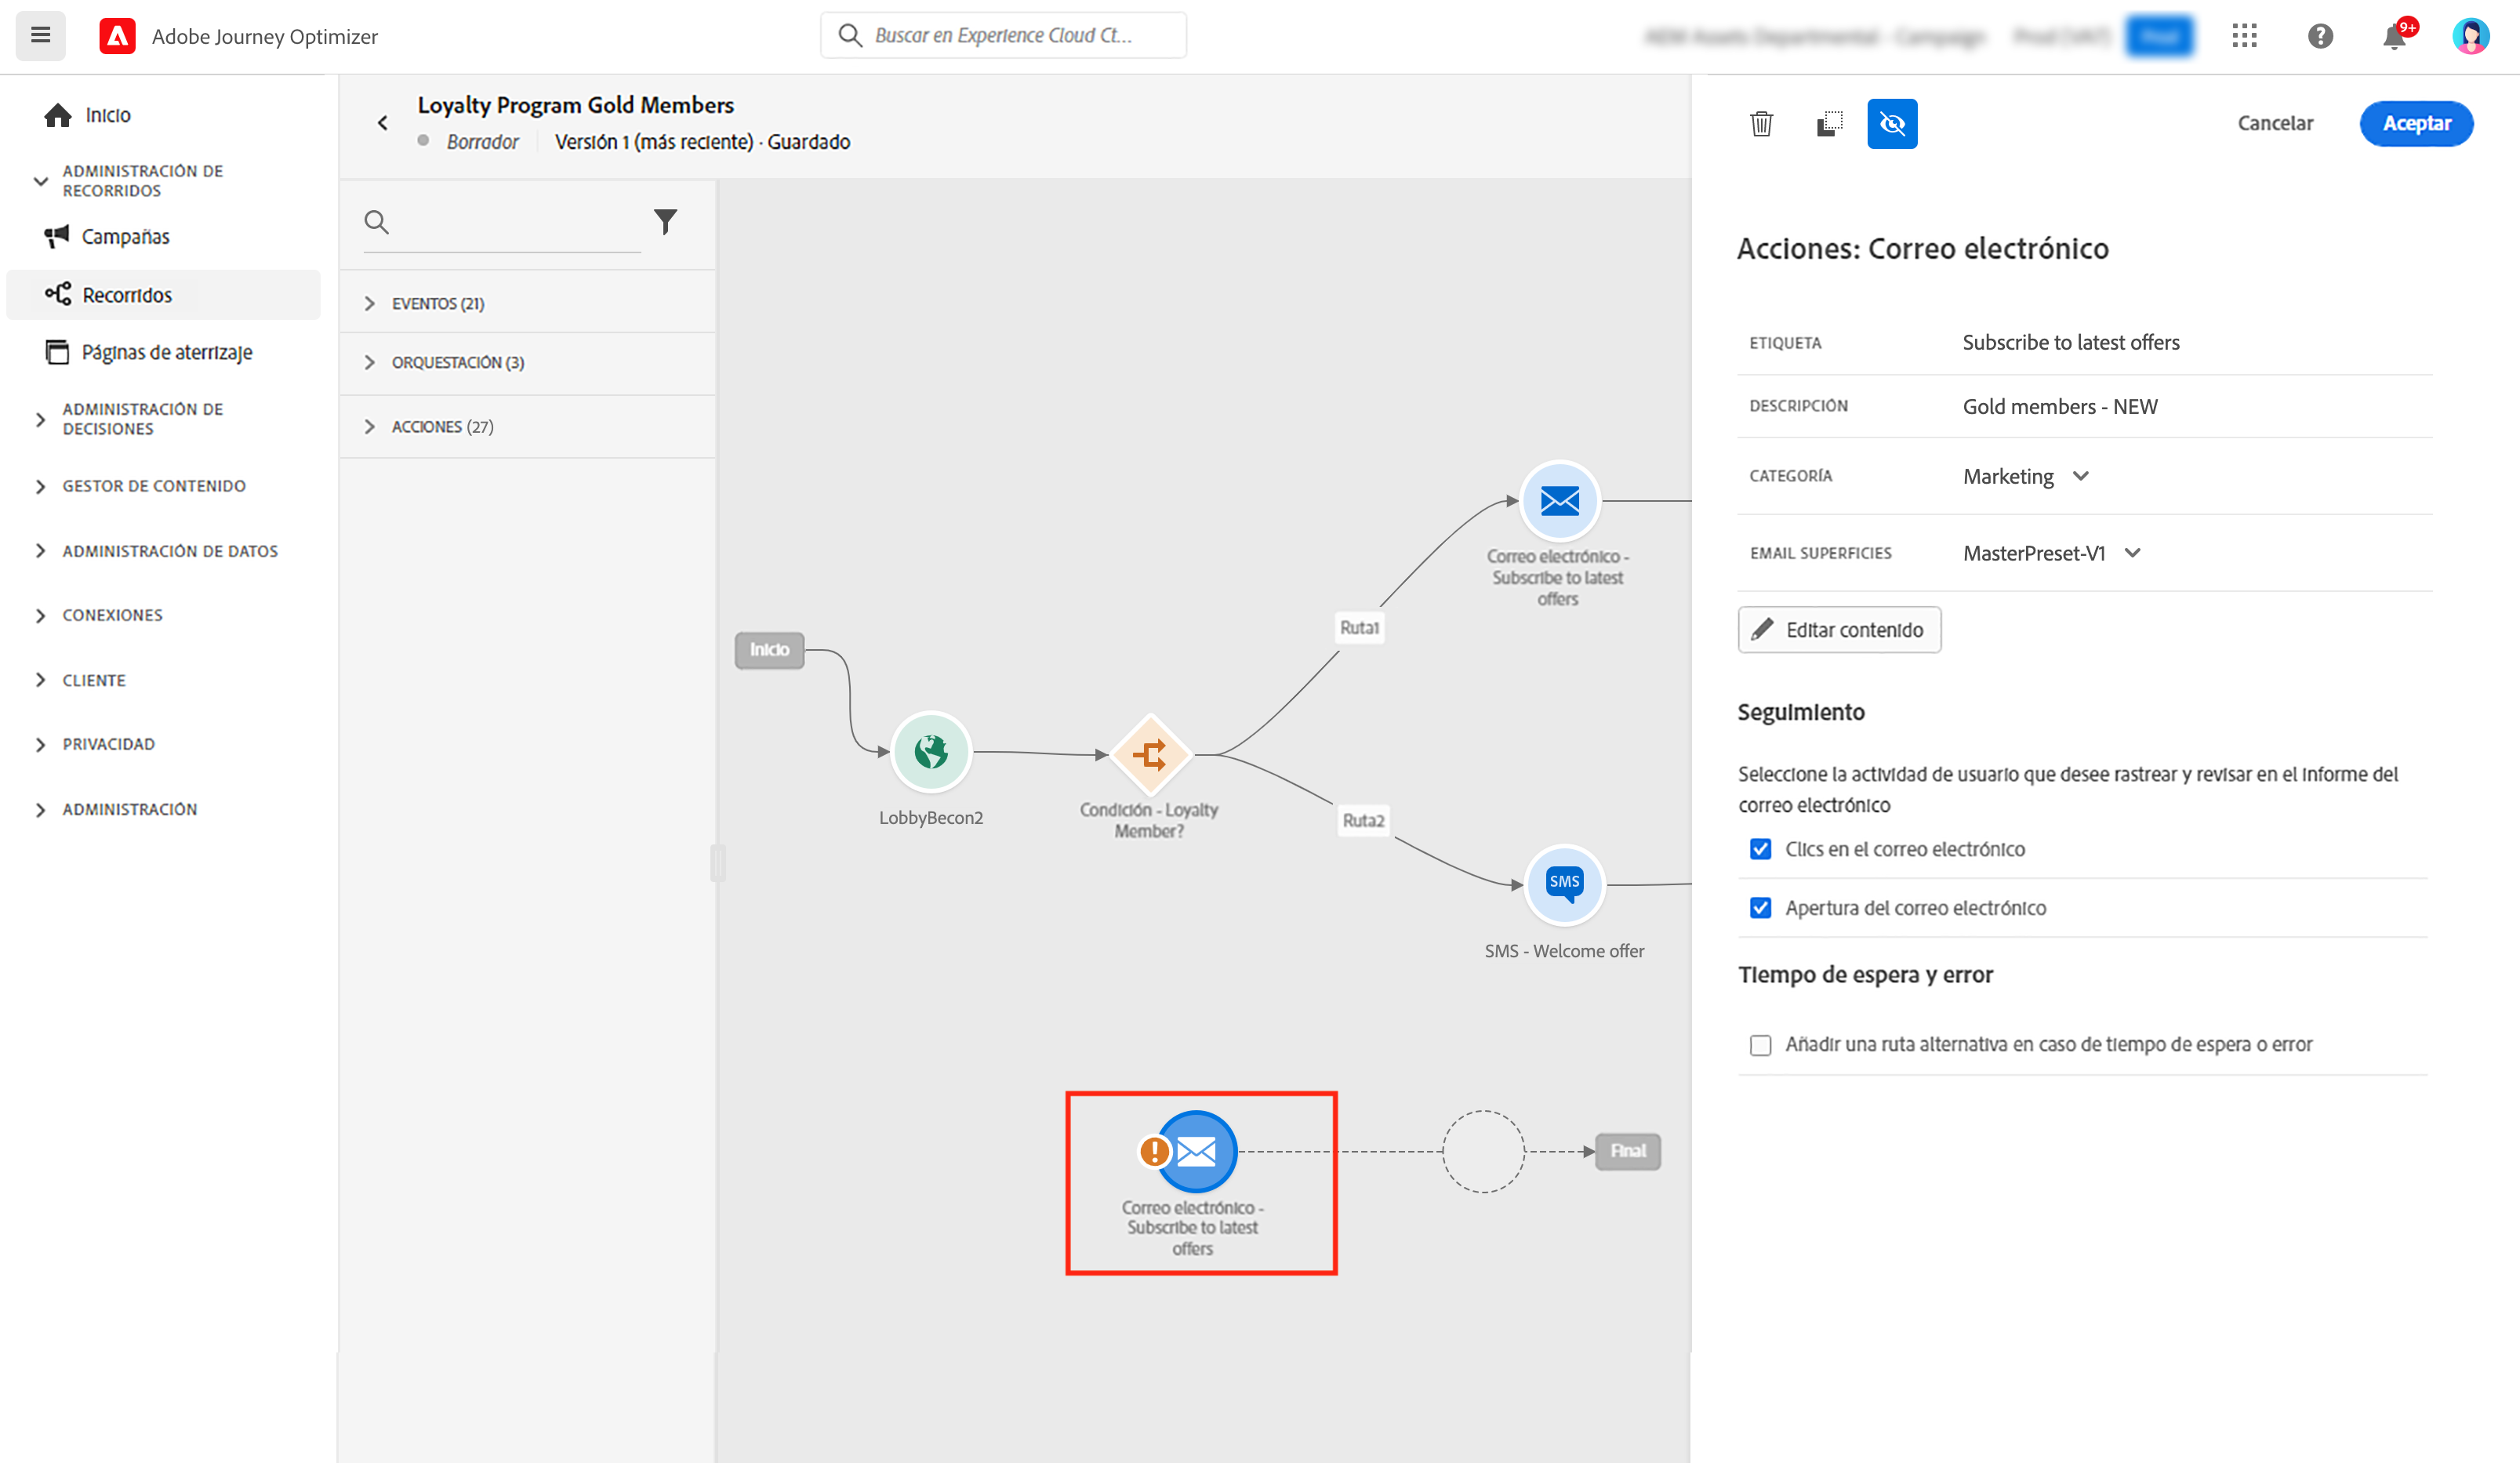 Adobe Journey Optimizer
Buscar en Experience Cloud Ct...
9+
Inicio
ADMINISTRACIÓN DE
RECORRIDOS
Campañas
Recorridos
Páginas de aterrizaje
ADMINISTRACIÓN DE
DECISIONES
GESTOR DE CONTENIDO
ADMINISTRACIÓN DE DATOS
CONEXIONES
CLIENTE
PRIVACIDAD
ADMINISTRACIÓN
Loyalty Program Gold Members
Borrador
Versión 1 (más reciente) · Guardado
EVENTOS (21)
ORQUESTACIÓN (3)
ACCIONES (27)
Inicio
LobbyBecon2
Condición - Loyalty
Member?
Ruta1
Ruta2
Correo electrónico -
Subscribe to latest
offers
SMS
SMS - Welcome offer
Correo electrónico -
Subscribe to latest
offers
Final
Cancelar
Aceptar
Acciones: Correo electrónico
ETIQUETA Subscribe to latest offers
DESCRIPCIÓN Gold members - NEW
CATEGORÍA Marketing
EMAIL SUPERFICIES MasterPreset-V1
Editar contenido
Seguimiento
Seleccione la actividad de usuario que desee rastrear y revisar en el informe del
correo electrónico
Clics en el correo electrónico
Apertura del correo electrónico
Tiempo de espera y error
Añadir una ruta alternativa en caso de tiempo de espera o error